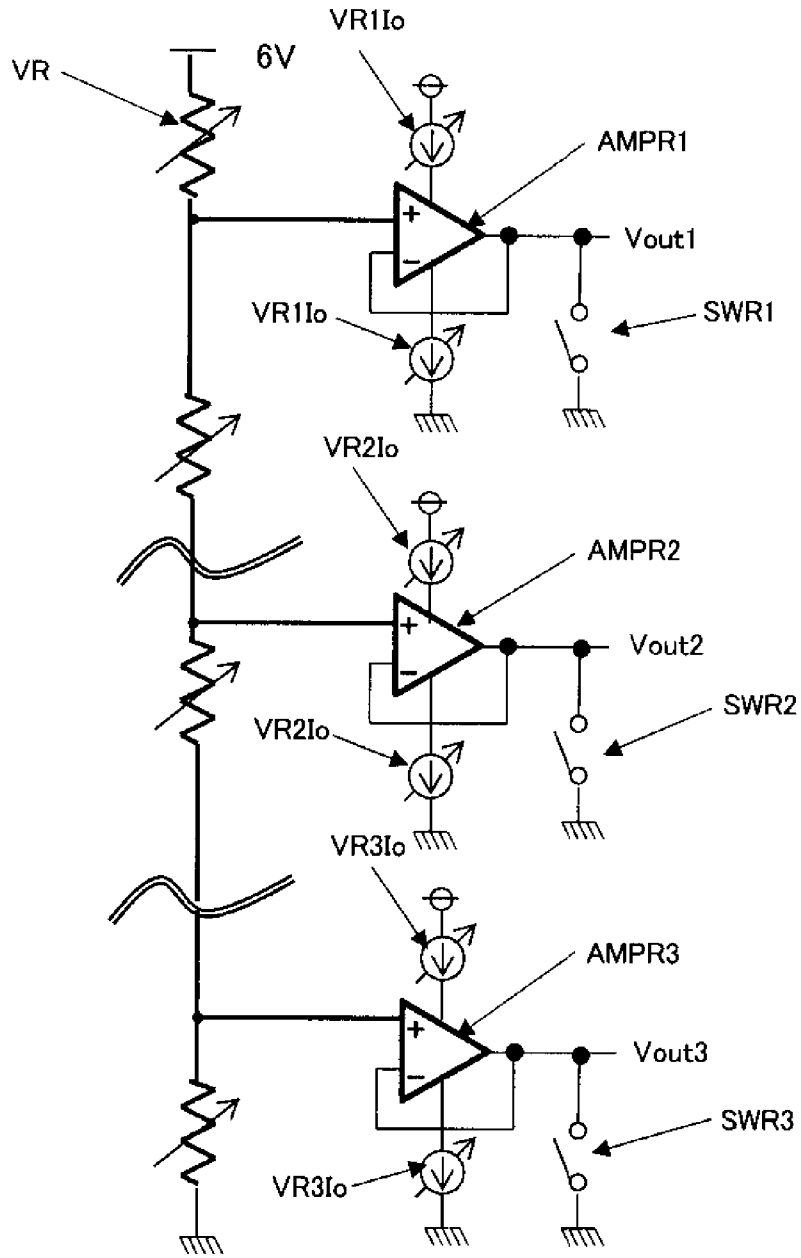 VR1Io
VR
6V
AMPR1
+
−
Vout1
VR1Io
SWR1
VR2Io
AMPR2
+
−
Vout2
VR2Io
SWR2
VR3Io
AMPR3
+
−
Vout3
VR3Io
SWR3